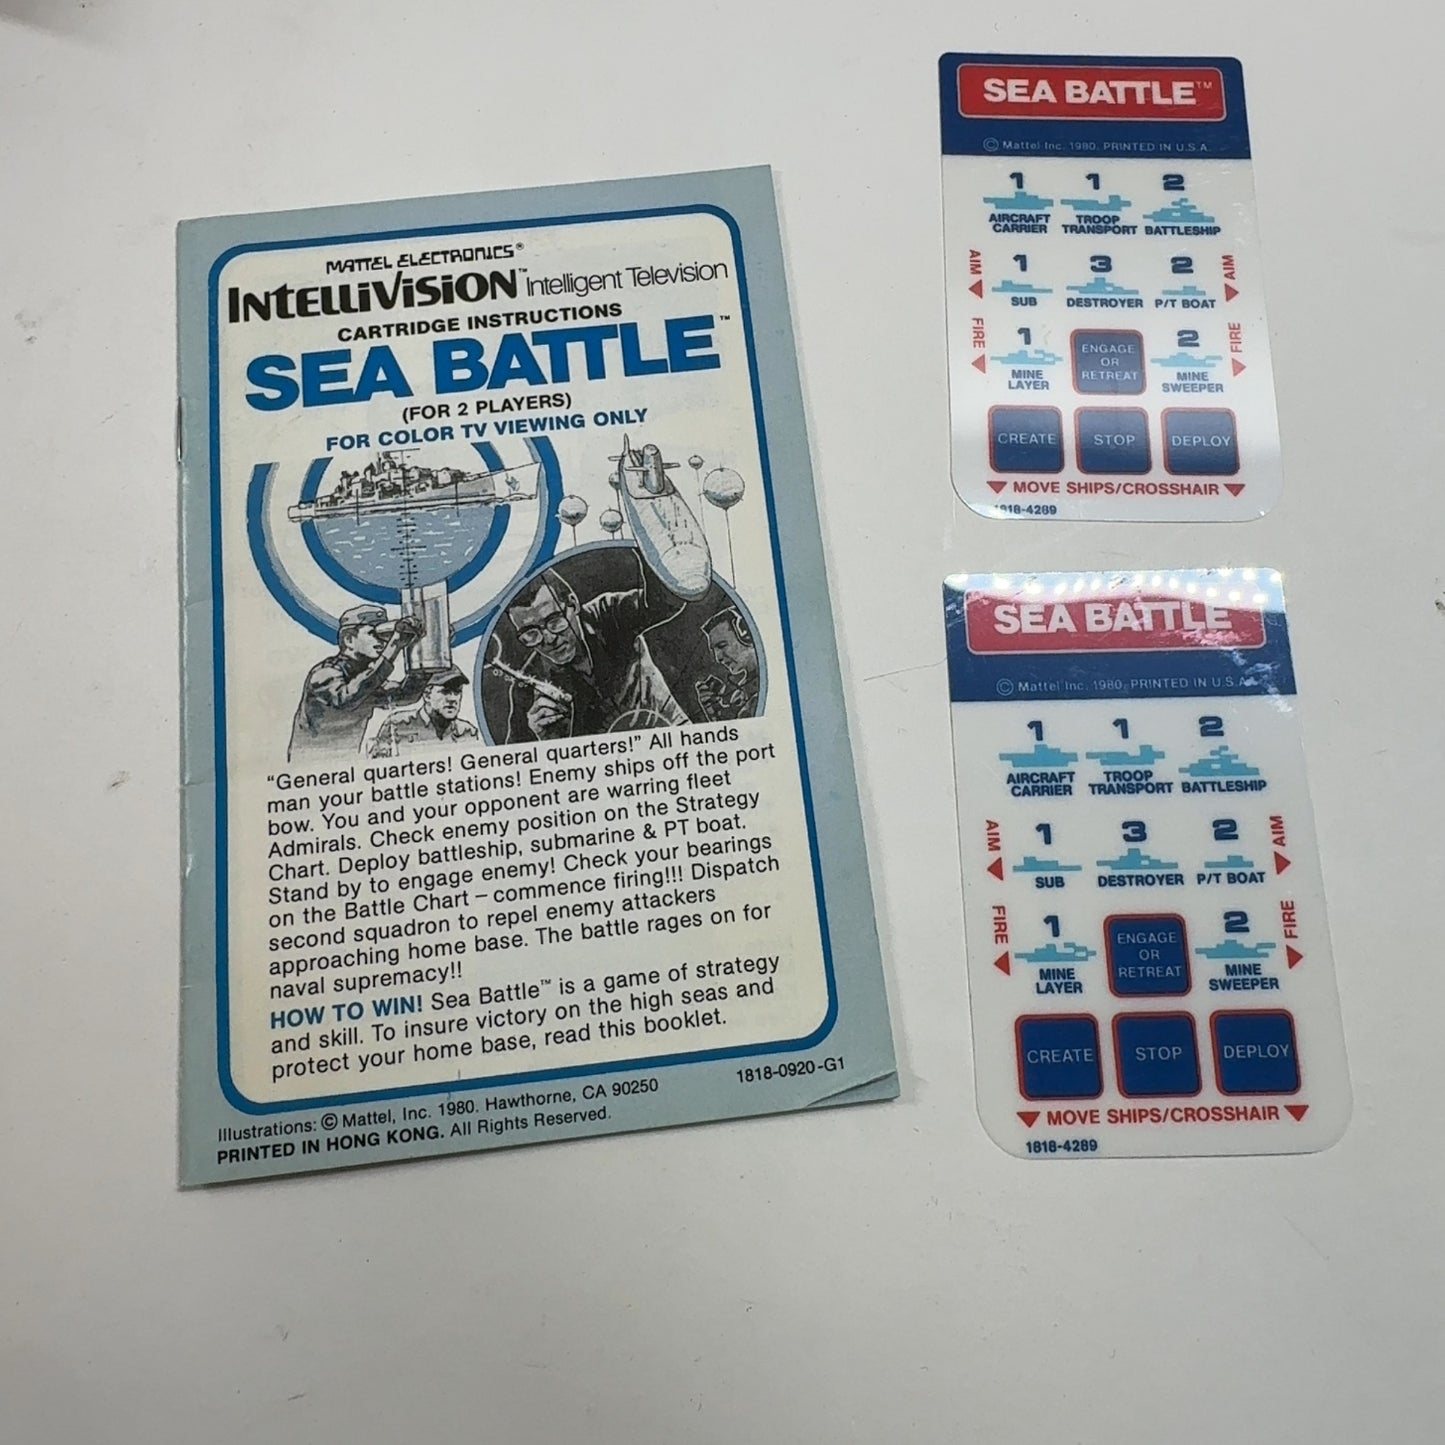 MATTEL ELECTRONICS®
INTELLIVISION™ Intelligent Television
CARTRIDGE INSTRUCTIONS
SEA BATTLE™
(FOR 2 PLAYERS)
FOR COLOR TV VIEWING ONLY
“General quarters! General quarters!” All hands
man your battle stations! Enemy ships off the port
bow. You and your opponent are warring fleet
Admirals. Check enemy position on the Strategy
Chart. Deploy battleship, submarine & PT boat.
Stand by to engage enemy! Check your bearings
on the Battle Chart – commence firing!!! Dispatch
second squadron to repel enemy attackers
approaching home base. The battle rages on for
naval supremacy!!
HOW TO WIN! Sea Battle™ is a game of strategy
and skill. To insure victory on the high seas and
protect your home base, read this booklet.
Illustrations: © Mattel, Inc. 1980. Hawthorne, CA 90250
1818-0920-G1
PRINTED IN HONG KONG. All Rights Reserved.
SEA BATTLE™
© Mattel Inc. 1980. PRINTED IN U.S.A.
1 1 2
AIRCRAFT TROOP
CARRIER TRANSPORT BATTLESHIP
AIM AIM
1 3 2
SUB DESTROYER P/T BOAT
FIRE FIRE
1 2
ENGAGE
OR
RETREAT
MINE MINE
LAYER SWEEPER
CREATE STOP DEPLOY
MOVE SHIPS/CROSSHAIR
1818-4289
SEA BATTLE
© Mattel Inc. 1980. PRINTED IN U.S.A.
1 1 2
AIRCRAFT TROOP
CARRIER TRANSPORT BATTLESHIP
AIM AIM
1 3 2
SUB DESTROYER P/T BOAT
FIRE FIRE
1 2
ENGAGE
OR
RETREAT
MINE MINE
LAYER SWEEPER
CREATE STOP DEPLOY
MOVE SHIPS/CROSSHAIR
1818-4289